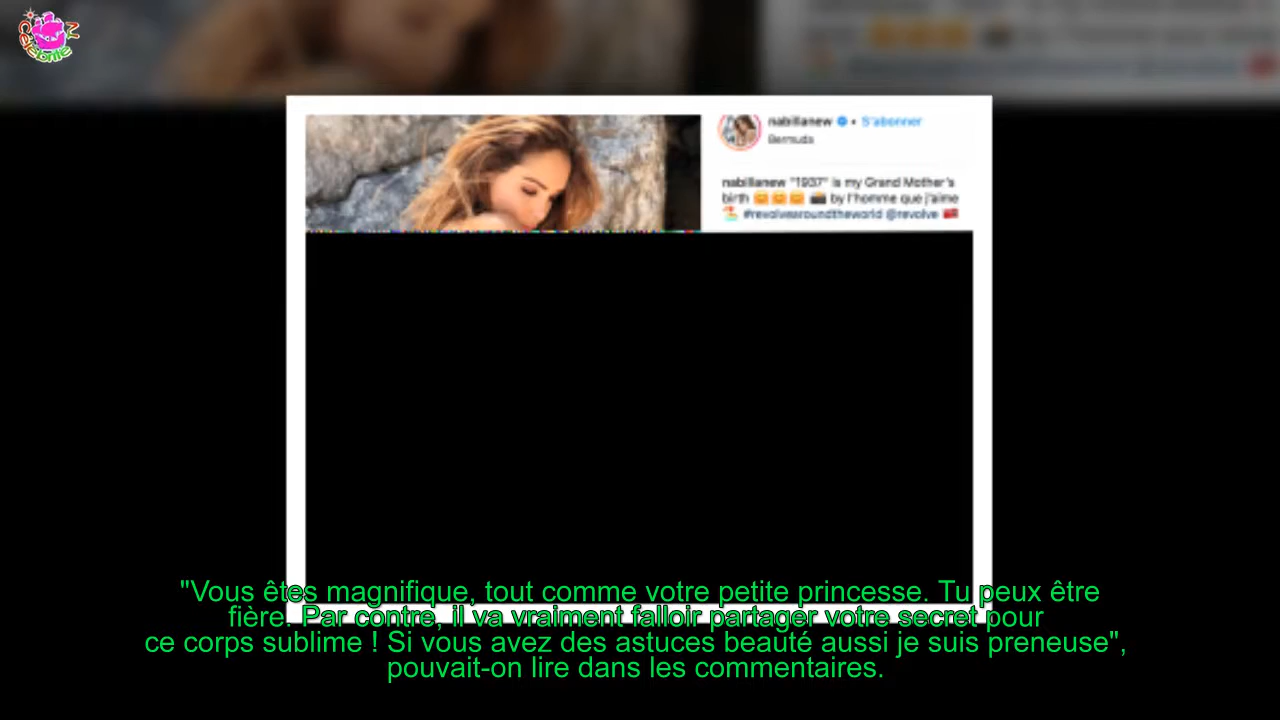 Célébrité N
nabillanew • S'abonner
Bermuda
nabillanew "1937" is my Grand Mother's
birth 😊😊😊 📸 by l'homme que j'aime
🏖 #revolvearoundtheworld @revolve
"Vous êtes magnifique, tout comme votre petite princesse. Tu peux être
fière. Par contre, il va vraiment falloir partager votre secret pour
ce corps sublime ! Si vous avez des astuces beauté aussi je suis preneuse",
pouvait-on lire dans les commentaires.